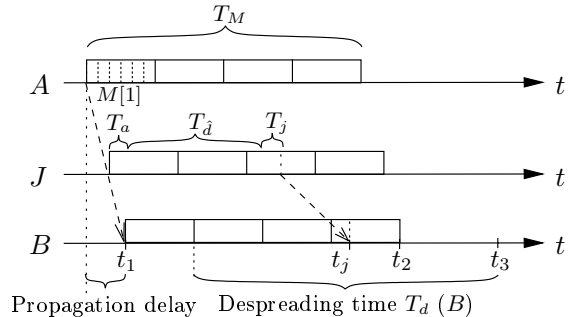 T_M
A
M[1]
t
T_a
T_d̂
T_j
J
t
B
t_1
t_j
t_2
t_3
t
Propagation delay
Despreading time T_d (B)